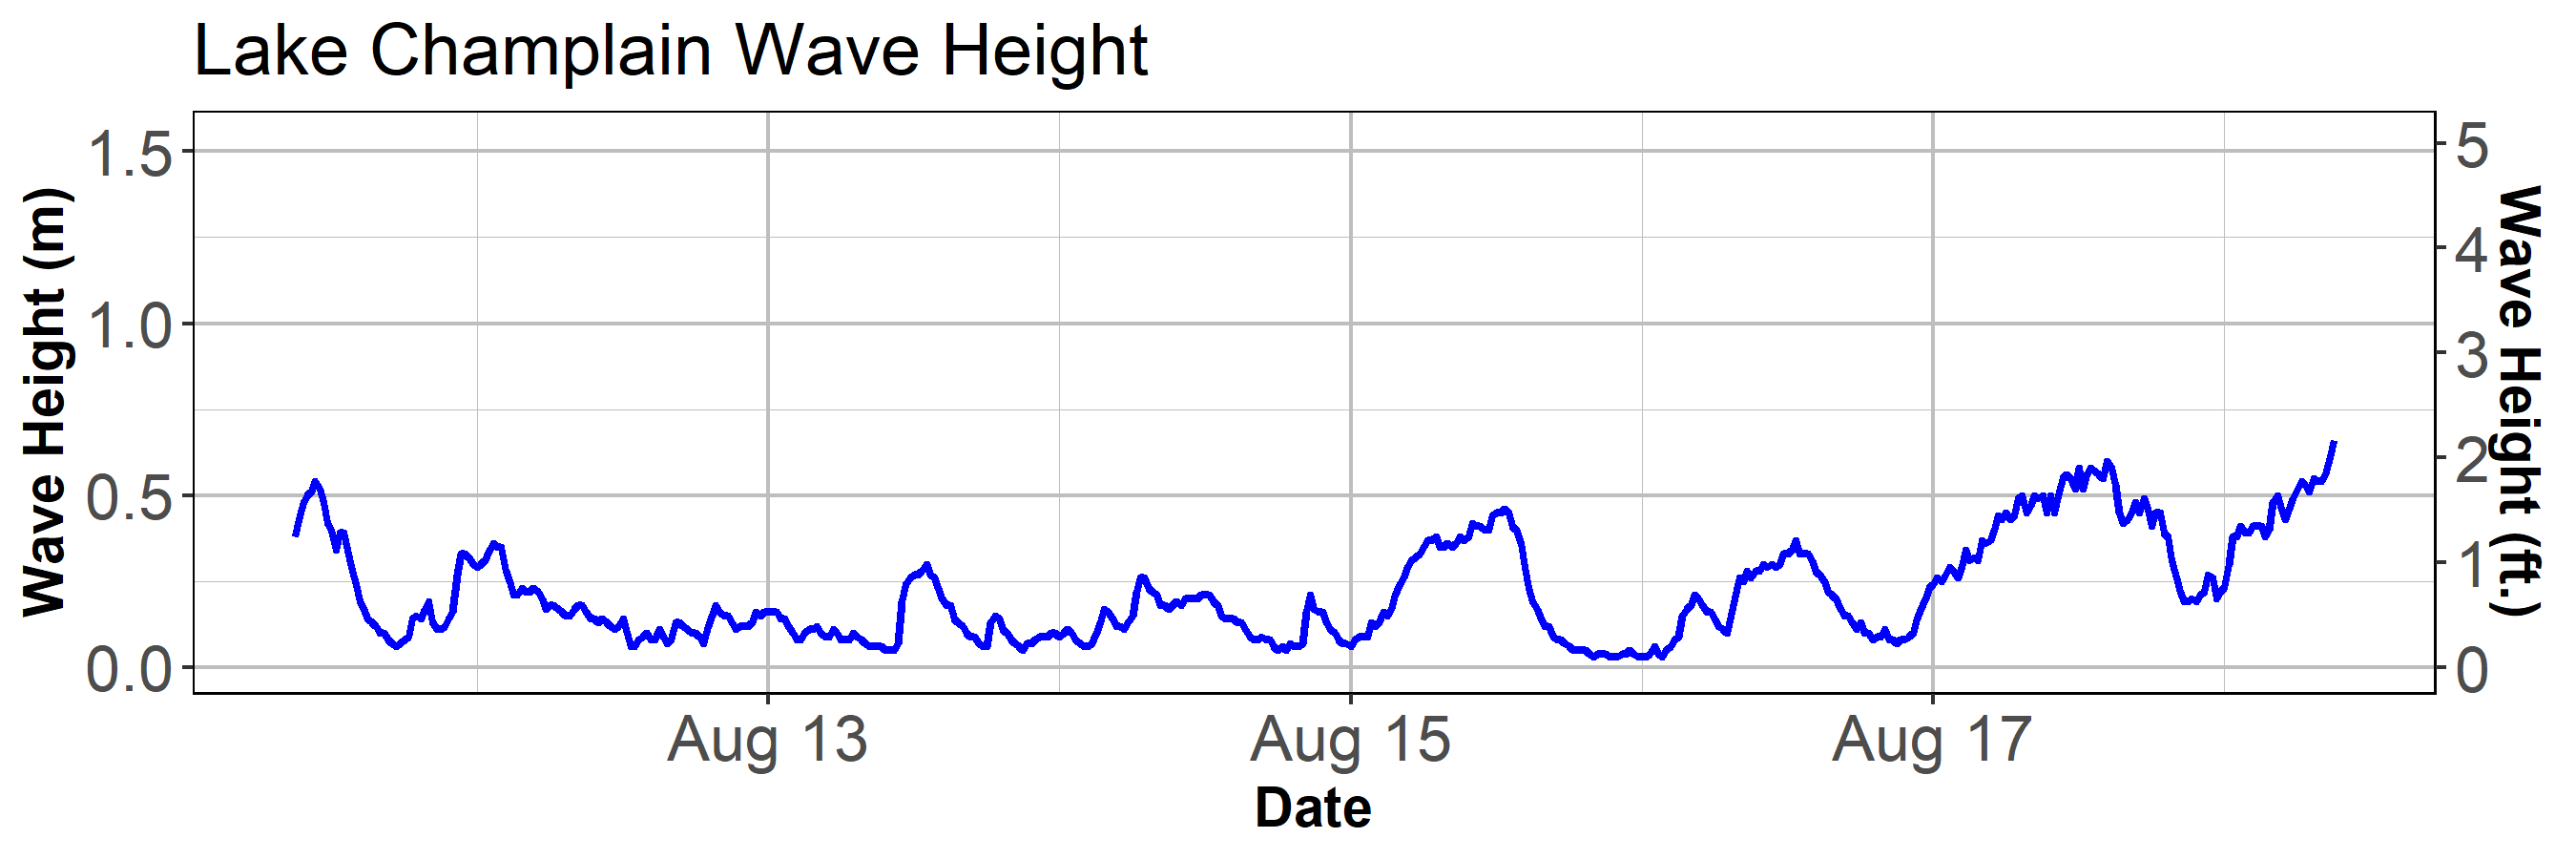 Lake Champlain Wave Height
Wave Height (m)
1.5
1.0
0.5
0.0
5
4
3
2
1
0
Wave Height (ft.)
Aug 13
Aug 15
Aug 17
Date